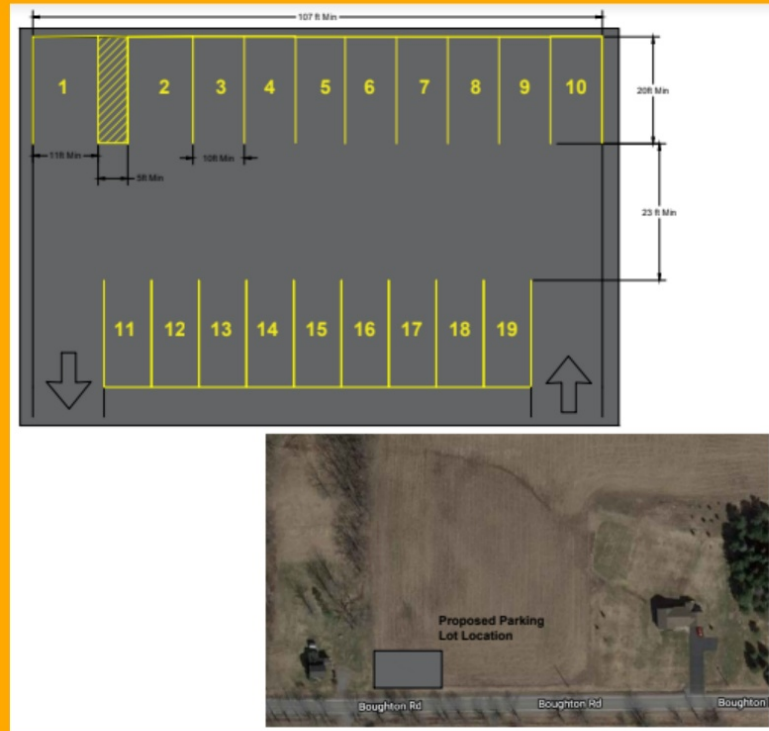 107 ft Min
1
2
3
4
5
6
7
8
9
10
20ft Min
11ft Min
5ft Min
10ft Min
23 ft Min
11
12
13
14
15
16
17
18
19
Proposed Parking
Lot Location
Boughton Rd
Boughton Rd
Boughton